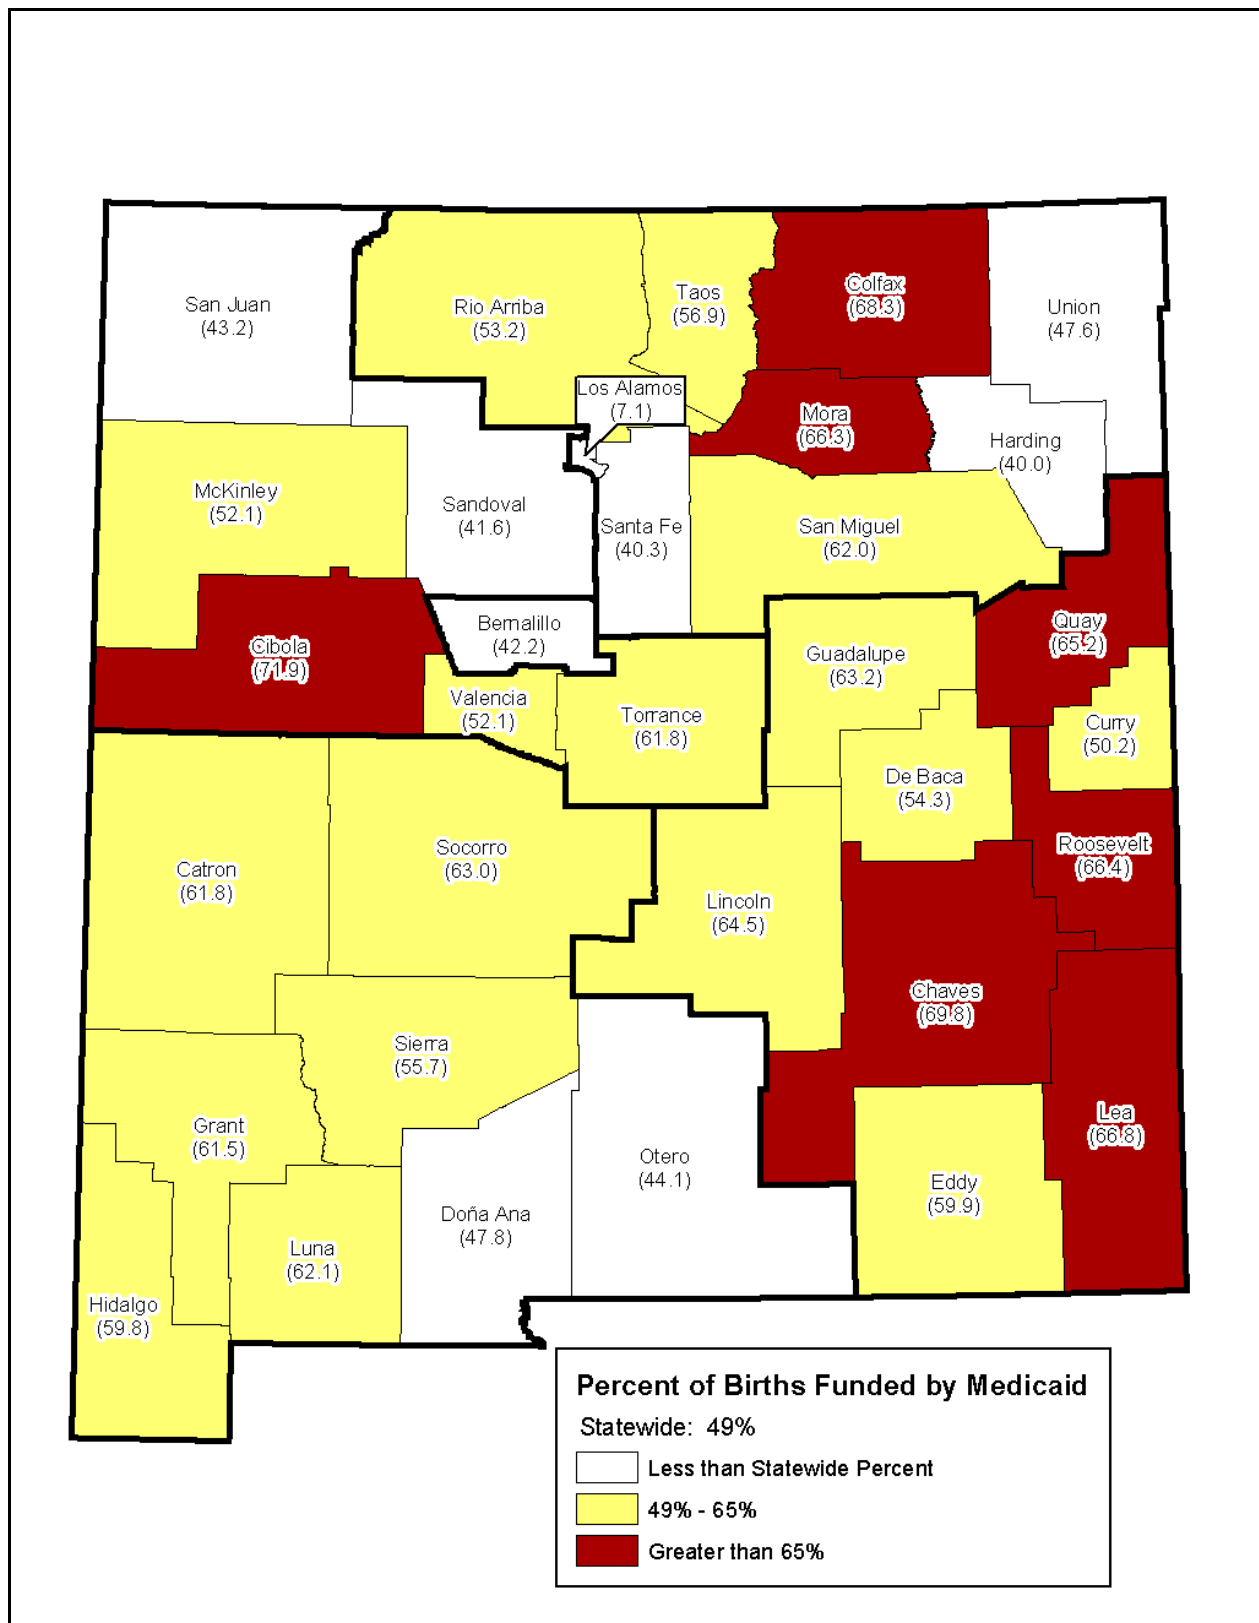 San Juan
(43.2)
Rio Arriba
(53.2)
Taos
(56.9)
Colfax
(68.3)
Union
(47.6)
Los Alamos
(7.1)
Mora
(66.3)
Harding
(40.0)
McKinley
(52.1)
Sandoval
(41.6)
Santa Fe
(40.3)
San Miguel
(62.0)
Cibola
(71.9)
Bernalillo
(42.2)
Guadalupe
(63.2)
Quay
(65.2)
Valencia
(52.1)
Torrance
(61.8)
Curry
(50.2)
De Baca
(54.3)
Catron
(61.8)
Socorro
(63.0)
Lincoln
(64.5)
Roosevelt
(66.4)
Chaves
(69.8)
Sierra
(55.7)
Grant
(61.5)
Otero
(44.1)
Lea
(66.8)
Eddy
(59.9)
Doña Ana
(47.8)
Luna
(62.1)
Hidalgo
(59.8)
Percent of Births Funded by Medicaid
Statewide: 49%
Less than Statewide Percent
49% - 65%
Greater than 65%